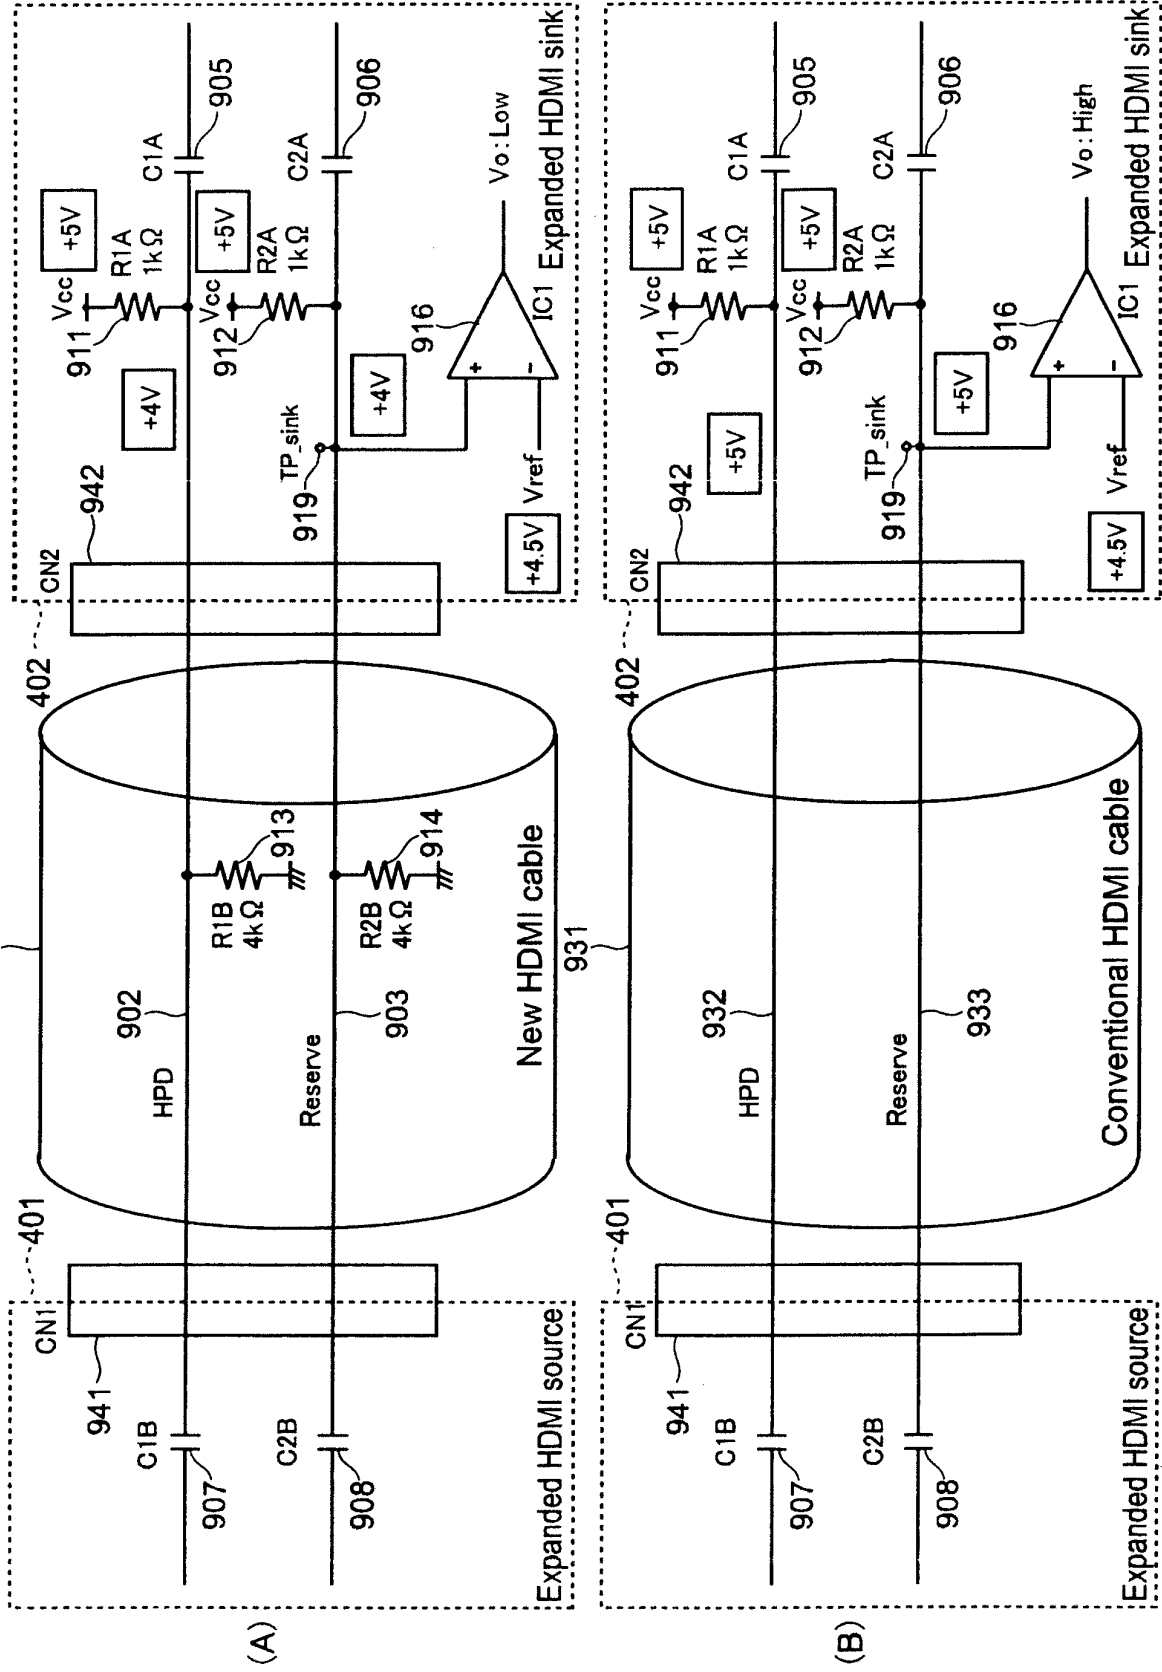 (A)
Expanded HDMI source
CN1
401
941
C1B
907
C2B
908
HPD
902
Reserve
903
R1B
4kΩ
913
R2B
4kΩ
914
New HDMI cable
402
CN2
942
TP_sink
919
+4V
+4V
911
Vcc
+5V
R1A
1kΩ
912
Vcc
+5V
R2A
1kΩ
C1A
905
C2A
906
+4.5V
Vref
+
-
916
IC1
Vo:Low
Expanded HDMI sink
(B)
Expanded HDMI source
CN1
401
941
C1B
907
C2B
908
931
HPD
932
Reserve
933
Conventional HDMI cable
402
CN2
942
TP_sink
919
+5V
+5V
911
Vcc
+5V
R1A
1kΩ
912
Vcc
+5V
R2A
1kΩ
C1A
905
C2A
906
+4.5V
Vref
+
-
916
IC1
Vo:High
Expanded HDMI sink